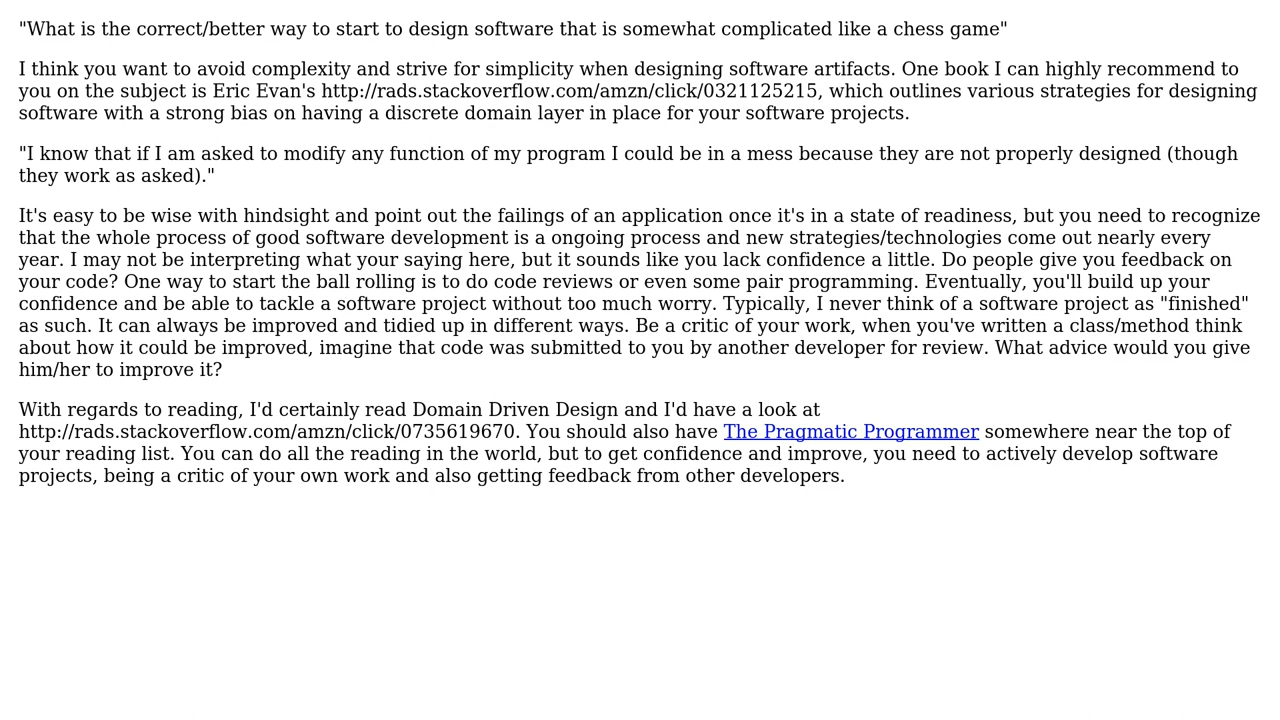 "What is the correct/better way to start to design software that is somewhat complicated like a chess game"
I think you want to avoid complexity and strive for simplicity when designing software artifacts. One book I can highly recommend to
you on the subject is Eric Evan's http://rads.stackoverflow.com/amzn/click/0321125215, which outlines various strategies for designing
software with a strong bias on having a discrete domain layer in place for your software projects.
"I know that if I am asked to modify any function of my program I could be in a mess because they are not properly designed (though
they work as asked)."
It's easy to be wise with hindsight and point out the failings of an application once it's in a state of readiness, but you need to recognize
that the whole process of good software development is a ongoing process and new strategies/technologies come out nearly every
year. I may not be interpreting what your saying here, but it sounds like you lack confidence a little. Do people give you feedback on
your code? One way to start the ball rolling is to do code reviews or even some pair programming. Eventually, you'll build up your
confidence and be able to tackle a software project without too much worry. Typically, I never think of a software project as "finished"
as such. It can always be improved and tidied up in different ways. Be a critic of your work, when you've written a class/method think
about how it could be improved, imagine that code was submitted to you by another developer for review. What advice would you give
him/her to improve it?
With regards to reading, I'd certainly read Domain Driven Design and I'd have a look at
http://rads.stackoverflow.com/amzn/click/0735619670. You should also have The Pragmatic Programmer somewhere near the top of
your reading list. You can do all the reading in the world, but to get confidence and improve, you need to actively develop software
projects, being a critic of your own work and also getting feedback from other developers.